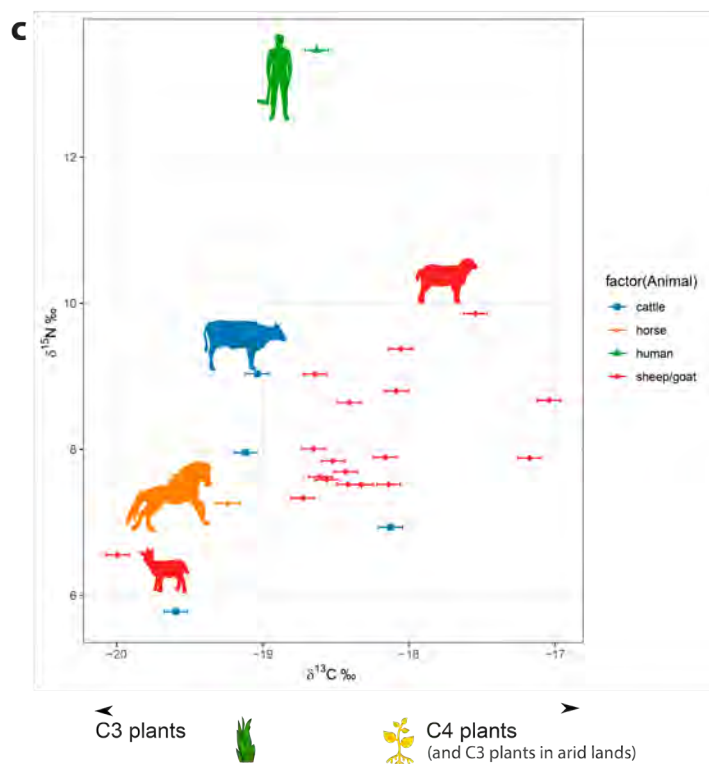 c
12
10
8
6
δ15N ‰
−20
−19
−18
−17
δ13C ‰
factor(Animal)
cattle
horse
human
sheep/goat
C3 plants
C4 plants
(and C3 plants in arid lands)